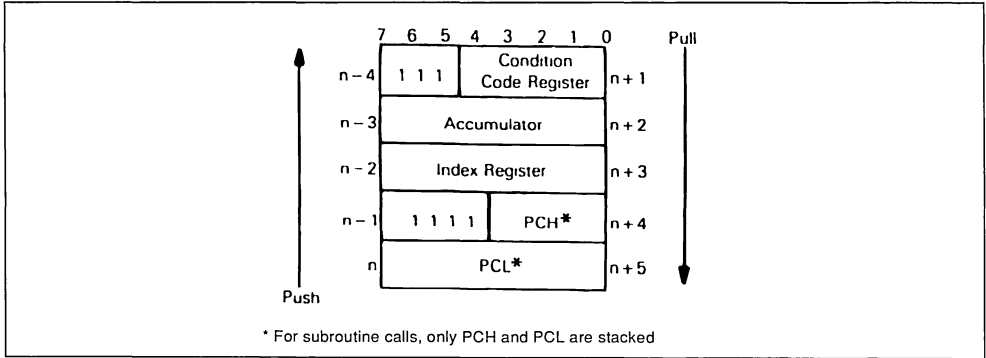 7 6 5 4 3 2 1 0
Pull
n - 4 1 1 1 Condition Code Register n + 1
n - 3 Accumulator n + 2
n - 2 Index Register n + 3
n - 1 1 1 1 1 PCH* n + 4
n PCL* n + 5
Push
* For subroutine calls, only PCH and PCL are stacked